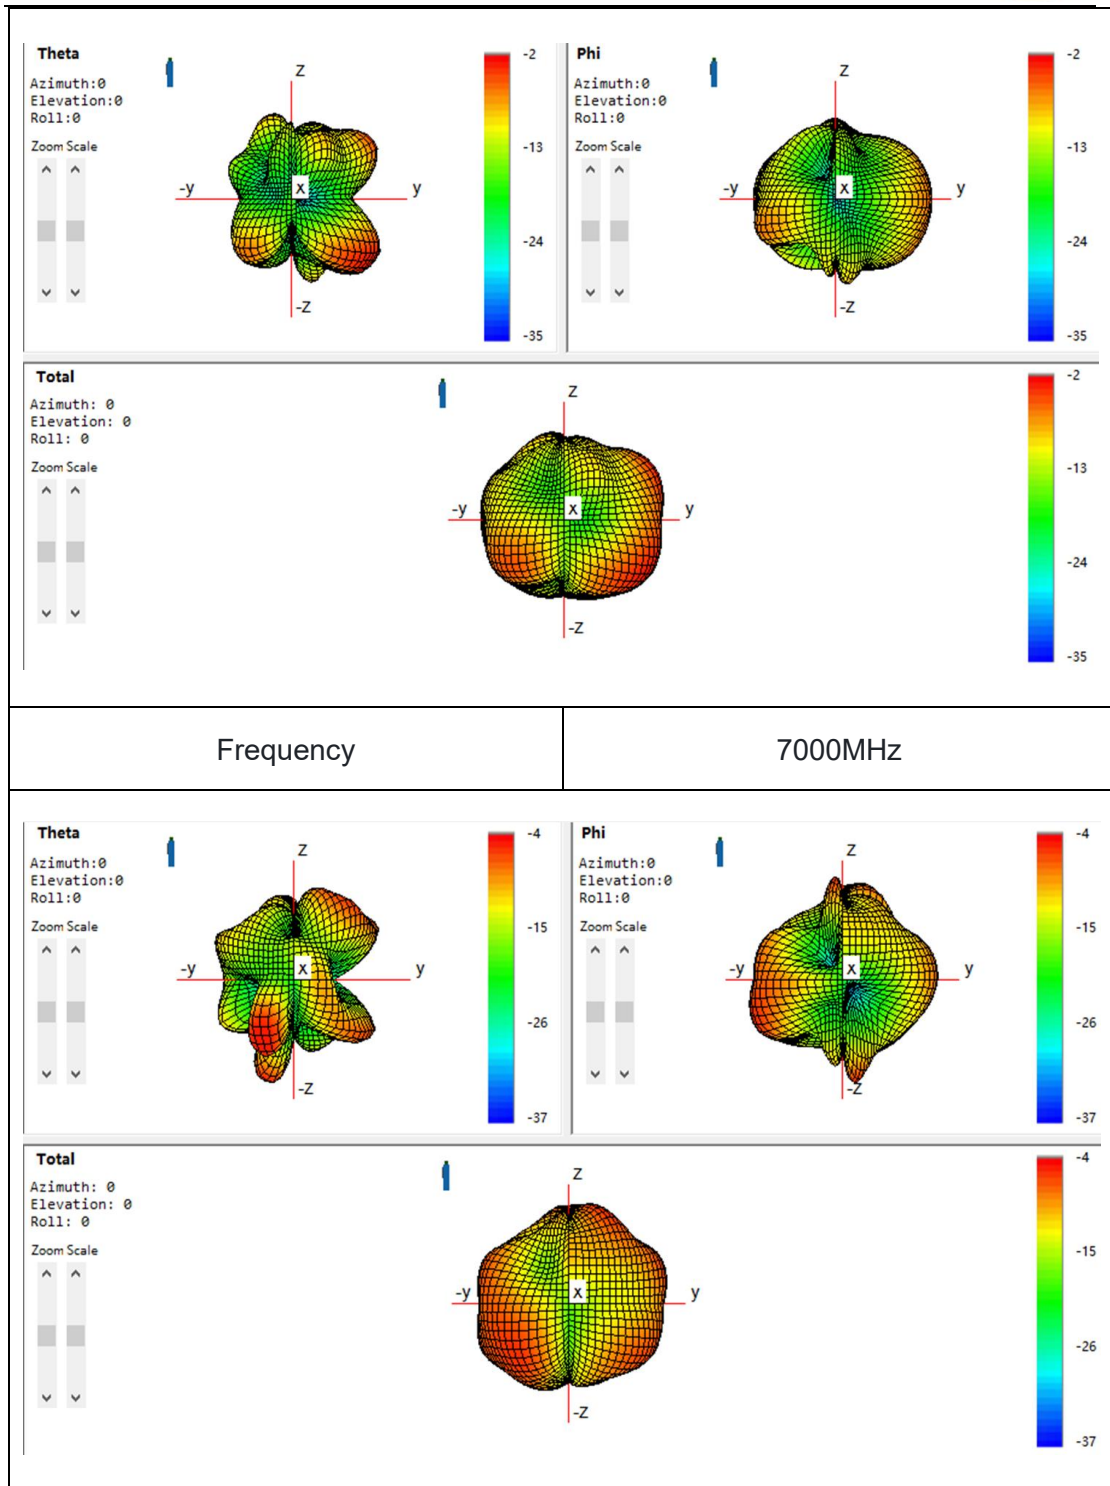 Theta
Azimuth:0
Elevation:0
Roll:0
Zoom Scale
Z
-y
X
y
-Z
-2
-13
-24
-35
Phi
Azimuth:0
Elevation:0
Roll:0
Zoom Scale
Z
-y
X
y
-Z
-2
-13
-24
-35
Total
Azimuth: 0
Elevation: 0
Roll: 0
Zoom Scale
Z
-y
X
y
-Z
-2
-13
-24
-35
Frequency
7000MHz
Theta
Azimuth:0
Elevation:0
Roll:0
Zoom Scale
Z
-y
X
y
-Z
-4
-15
-26
-37
Phi
Azimuth:0
Elevation:0
Roll:0
Zoom Scale
Z
-y
X
y
-Z
-4
-15
-26
-37
Total
Azimuth: 0
Elevation: 0
Roll: 0
Zoom Scale
Z
-y
X
y
-Z
-4
-15
-26
-37